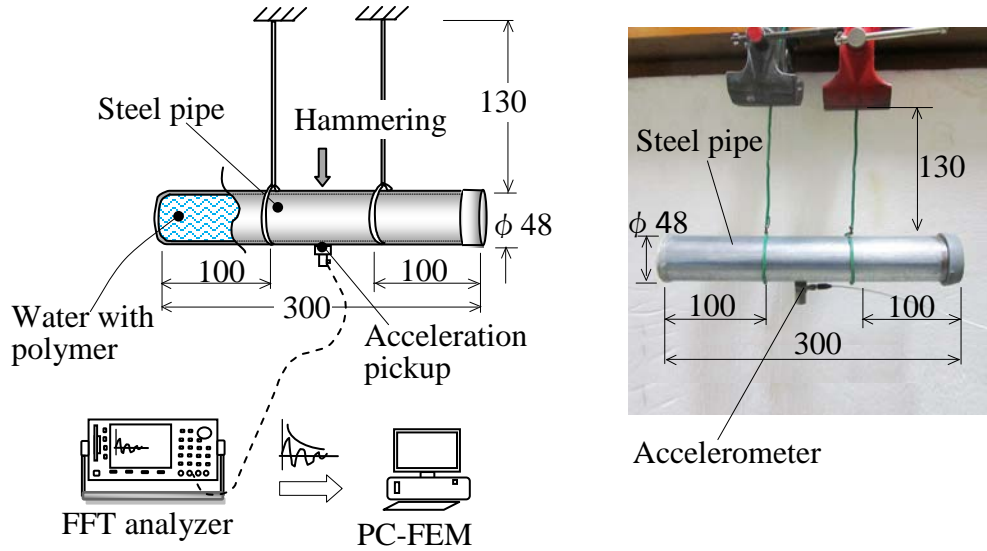 130
Steel pipe
Hammering
ϕ 48
100
100
300
Water with
polymer
Acceleration
pickup
FFT analyzer
PC-FEM
Steel pipe
130
ϕ 48
100
100
300
Accelerometer